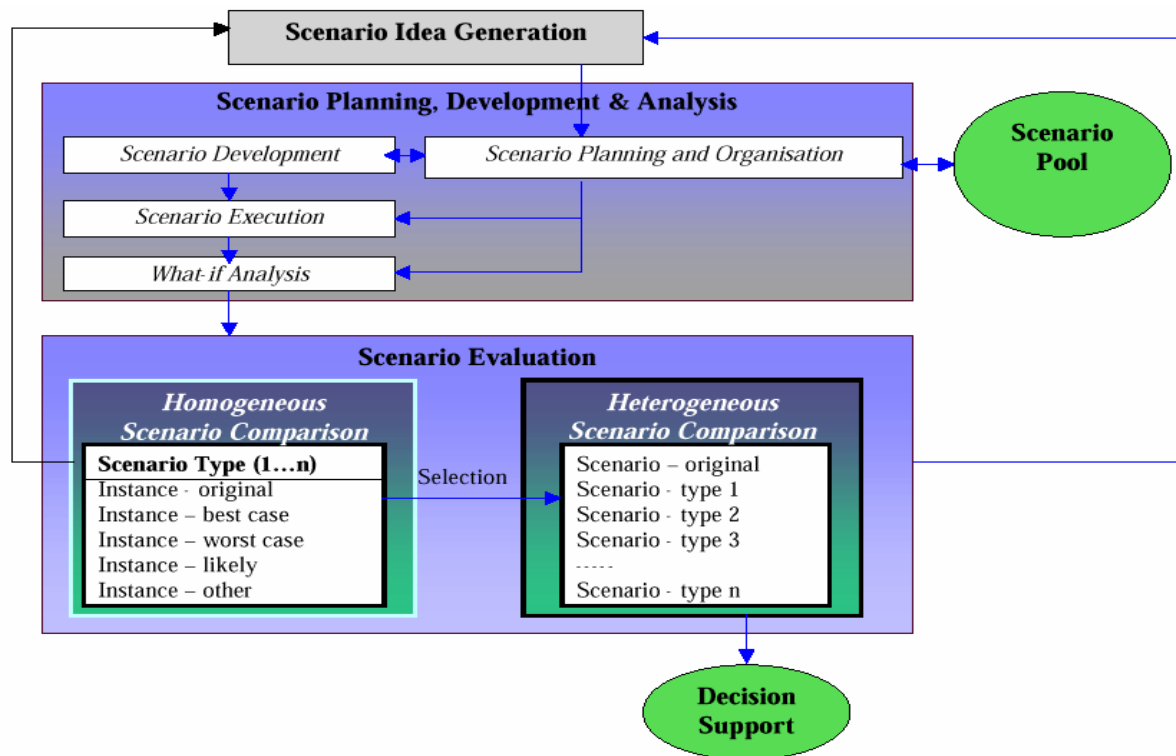 Scenario Idea Generation
Scenario Planning, Development & Analysis
Scenario Development
Scenario Planning and Organisation
Scenario
Pool
Scenario Execution
What-if Analysis
Scenario Evaluation
Homogeneous
Scenario Comparison
Scenario Type (1…n)
Instance - original
Instance – best case
Instance – worst case
Instance – likely
Instance – other
Selection
Heterogeneous
Scenario Comparison
Scenario – original
Scenario - type 1
Scenario - type 2
Scenario - type 3
-----
Scenario - type n
Decision
Support